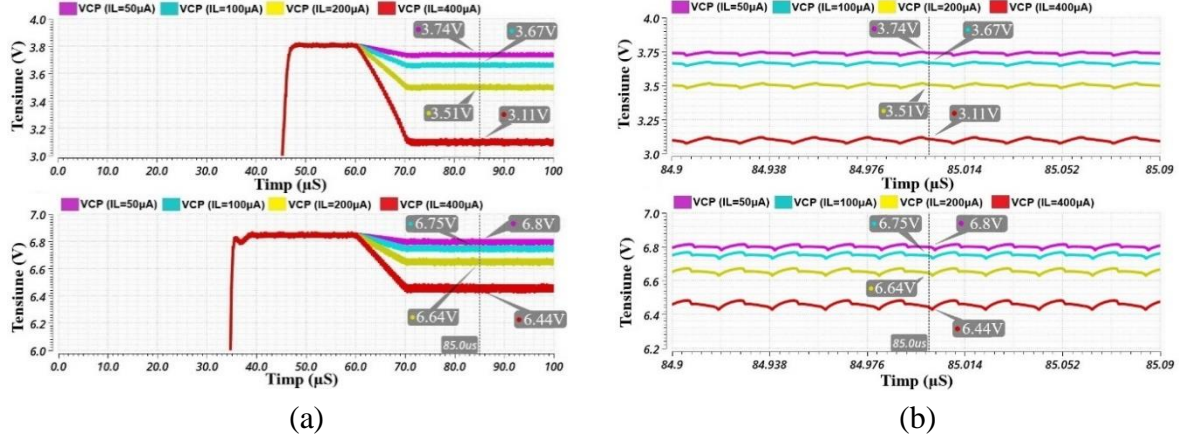 VCP (IL=50µA) VCP (IL=100µA) VCP (IL=200µA) VCP (IL=400µA)
Tensiune (V)
4.0
3.8
3.6
3.4
3.2
3.0
3.74V
3.67V
3.51V
3.11V
0.0 10.0 20.0 30.0 40.0 50.0 60.0 70.0 80.0 90.0 100
Timp (µS)
VCP (IL=50µA) VCP (IL=100µA) VCP (IL=200µA) VCP (IL=400µA)
Tensiune (V)
7.0
6.8
6.6
6.4
6.2
6.0
6.75V
6.8V
6.64V
6.44V
85.0us
0.0 10.0 20.0 30.0 40.0 50.0 60.0 70.0 80.0 90.0 100
Timp (µS)
(a)
VCP (IL=50µA) VCP (IL=100µA) VCP (IL=200µA) VCP (IL=400µA)
Tensiune (V)
4.0
3.75
3.5
3.25
3.0
3.74V
3.67V
3.51V
3.11V
84.9 84.938 84.976 85.014 85.052 85.09
Timp (µS)
VCP (IL=50µA) VCP (IL=100µA) VCP (IL=200µA) VCP (IL=400µA)
Tensiune (V)
7.0
6.8
6.6
6.4
6.2
6.75V
6.8V
6.64V
6.44V
85.0us
84.9 84.938 84.976 85.014 85.052 85.09
Timp (µS)
(b)